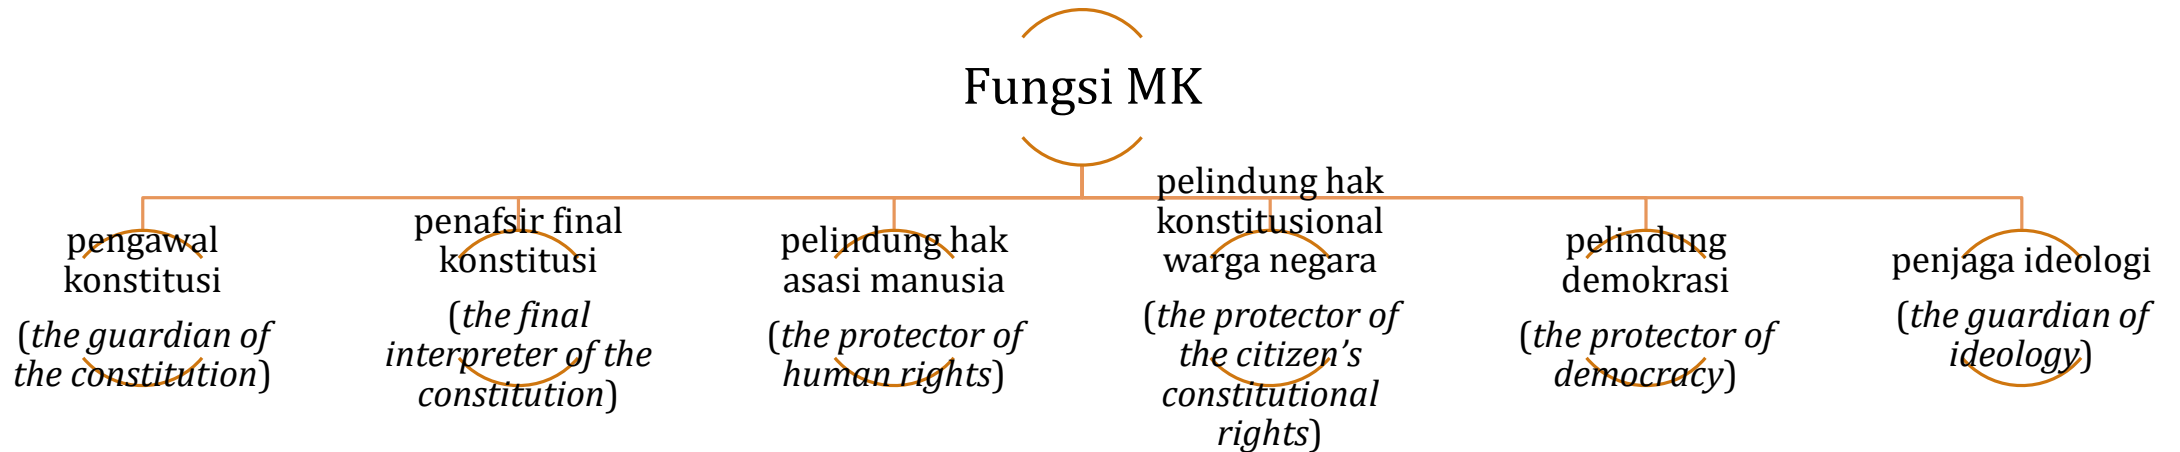 Fungsi MK
pengawal
konstitusi
(the guardian of
the constitution)
penafsir final
konstitusi
(the final
interpreter of the
constitution)
pelindung hak
asasi manusia
(the protector of
human rights)
pelindung hak
konstitusional
warga negara
(the protector of
the citizen’s
constitutional
rights)
pelindung
demokrasi
(the protector of
democracy)
penjaga ideologi
(the guardian of
ideology)